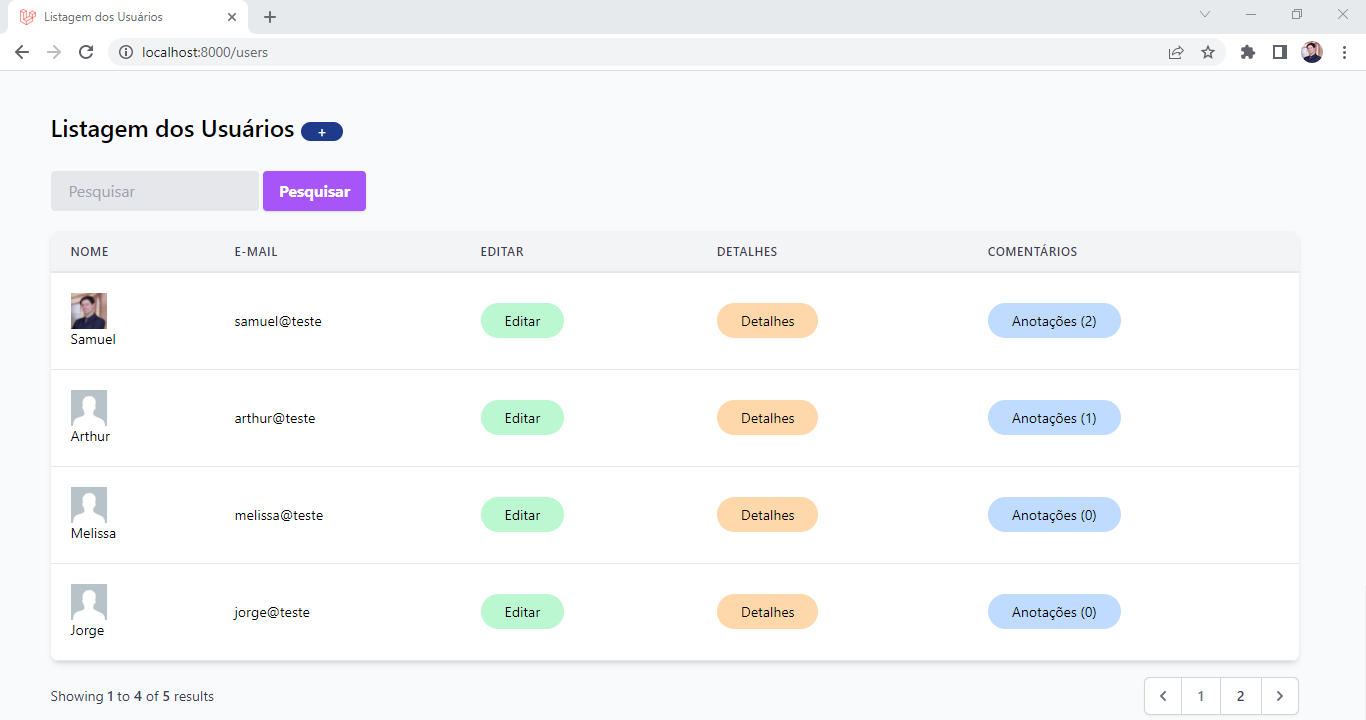 Listagem dos Usuários
localhost:8000/users
Listagem dos Usuários +
Pesquisar Pesquisar
NOME E-MAIL EDITAR DETALHES COMENTÁRIOS
samuel@teste Editar Detalhes Anotações (2)
Samuel
arthur@teste Editar Detalhes Anotações (1)
Arthur
melissa@teste Editar Detalhes Anotações (0)
Melissa
jorge@teste Editar Detalhes Anotações (0)
Jorge
Showing 1 to 4 of 5 results 1 2